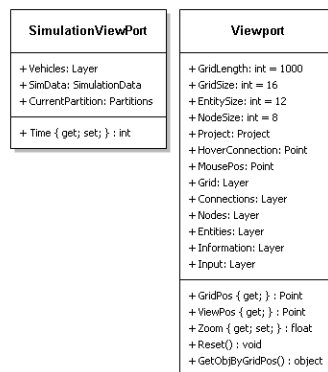 SimulationViewPort
+ Vehicles: Layer
+ SimData: SimulationData
+ CurrentPartition: Partitions
+ Time { get; set; } : int
Viewport
+ GridLength: int = 1000
+ GridSize: int = 16
+ EntitySize: int = 12
+ NodeSize: int = 8
+ Project: Project
+ HoverConnection: Point
+ MousePos: Point
+ Grid: Layer
+ Connections: Layer
+ Nodes: Layer
+ Entities: Layer
+ Information: Layer
+ Input: Layer
+ GridPos { get; } : Point
+ ViewPos { get; } : Point
+ Zoom { get; set; } : float
+ Reset() : void
+ GetObjByGridPos() : object